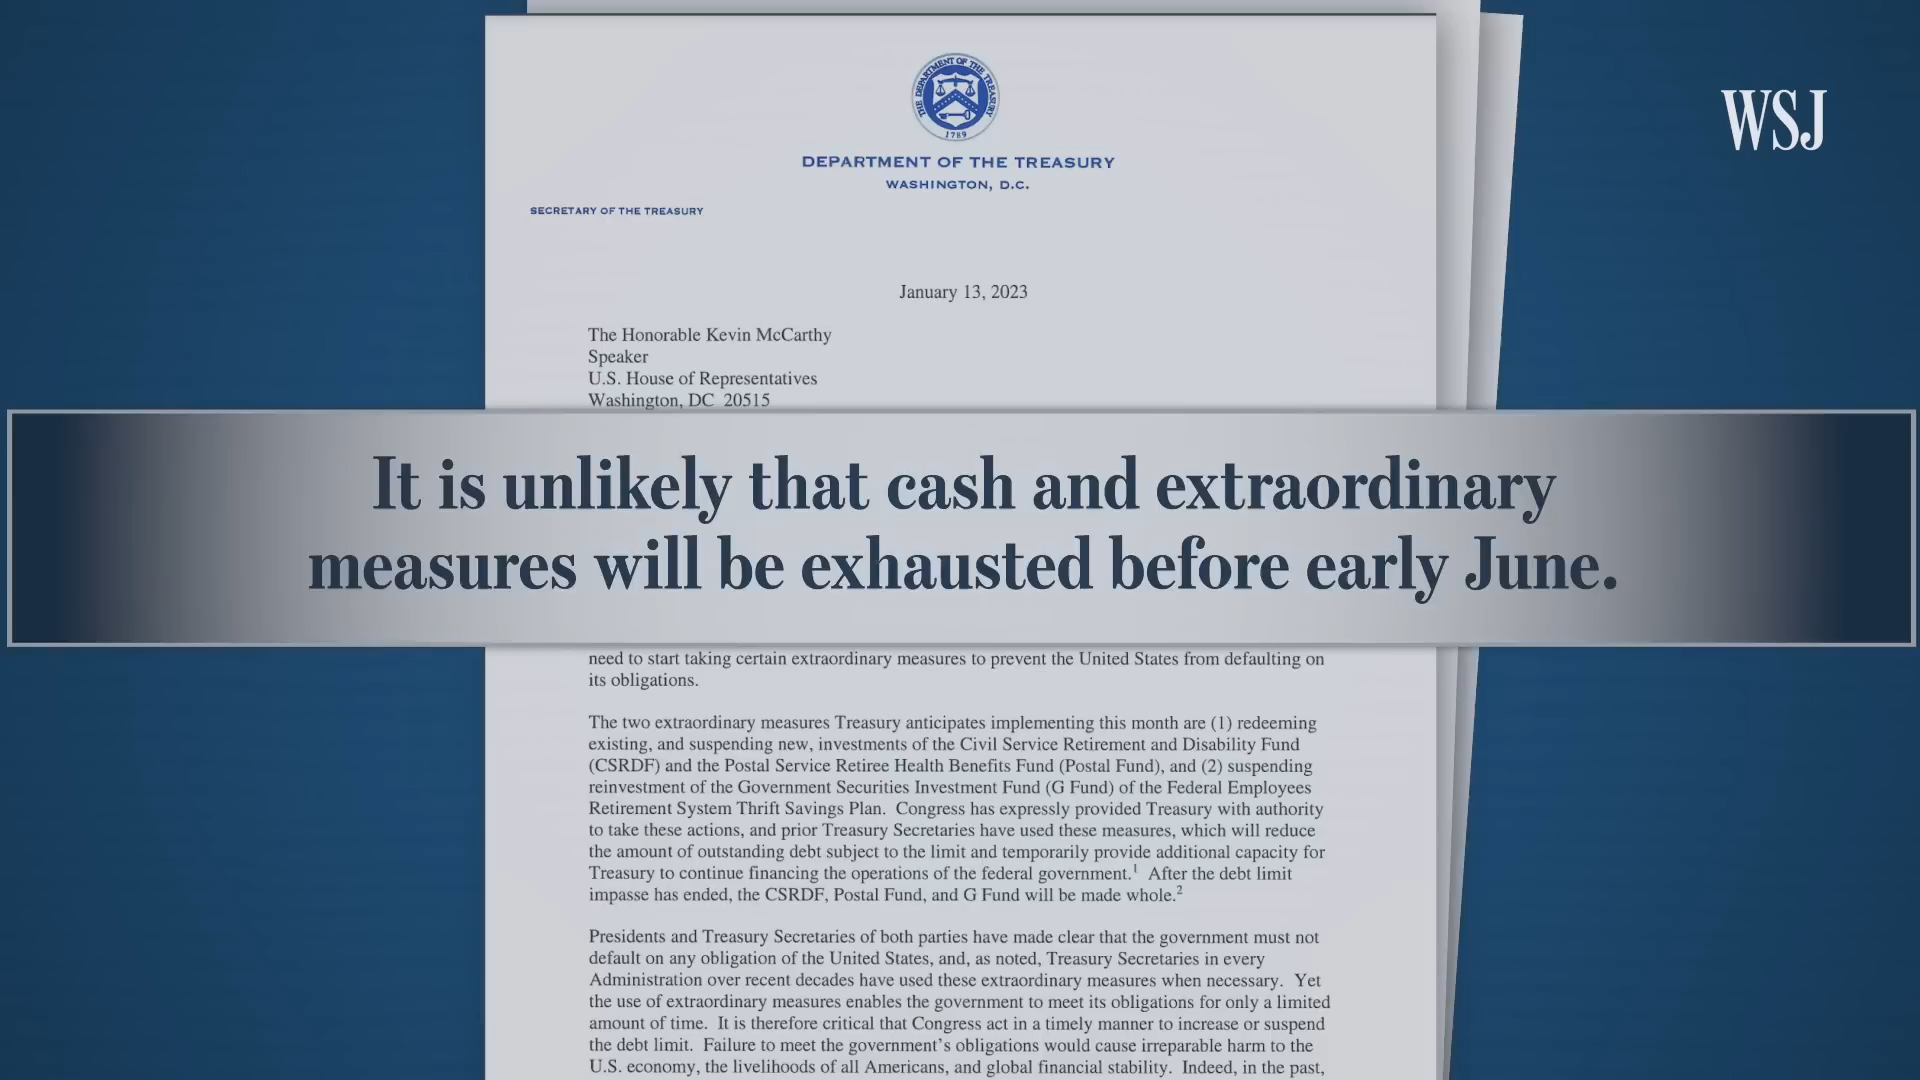 THE DEPARTMENT OF THE TREASURY
1789
DEPARTMENT OF THE TREASURY
WASHINGTON, D.C.
WSJ
SECRETARY OF THE TREASURY
January 13, 2023
The Honorable Kevin McCarthy
Speaker
U.S. House of Representatives
Washington, DC 20515
It is unlikely that cash and extraordinary
measures will be exhausted before early June.
need to start taking certain extraordinary measures to prevent the United States from defaulting on
its obligations.
The two extraordinary measures Treasury anticipates implementing this month are (1) redeeming
existing, and suspending new, investments of the Civil Service Retirement and Disability Fund
(CSRDF) and the Postal Service Retiree Health Benefits Fund (Postal Fund), and (2) suspending
reinvestment of the Government Securities Investment Fund (G Fund) of the Federal Employees
Retirement System Thrift Savings Plan. Congress has expressly provided Treasury with authority
to take these actions, and prior Treasury Secretaries have used these measures, which will reduce
the amount of outstanding debt subject to the limit and temporarily provide additional capacity for
Treasury to continue financing the operations of the federal government.¹ After the debt limit
impasse has ended, the CSRDF, Postal Fund, and G Fund will be made whole.²
Presidents and Treasury Secretaries of both parties have made clear that the government must not
default on any obligation of the United States, and, as noted, Treasury Secretaries in every
Administration over recent decades have used these extraordinary measures when necessary. Yet
the use of extraordinary measures enables the government to meet its obligations for only a limited
amount of time. It is therefore critical that Congress act in a timely manner to increase or suspend
the debt limit. Failure to meet the government's obligations would cause irreparable harm to the
U.S. economy, the livelihoods of all Americans, and global financial stability. Indeed, in the past,